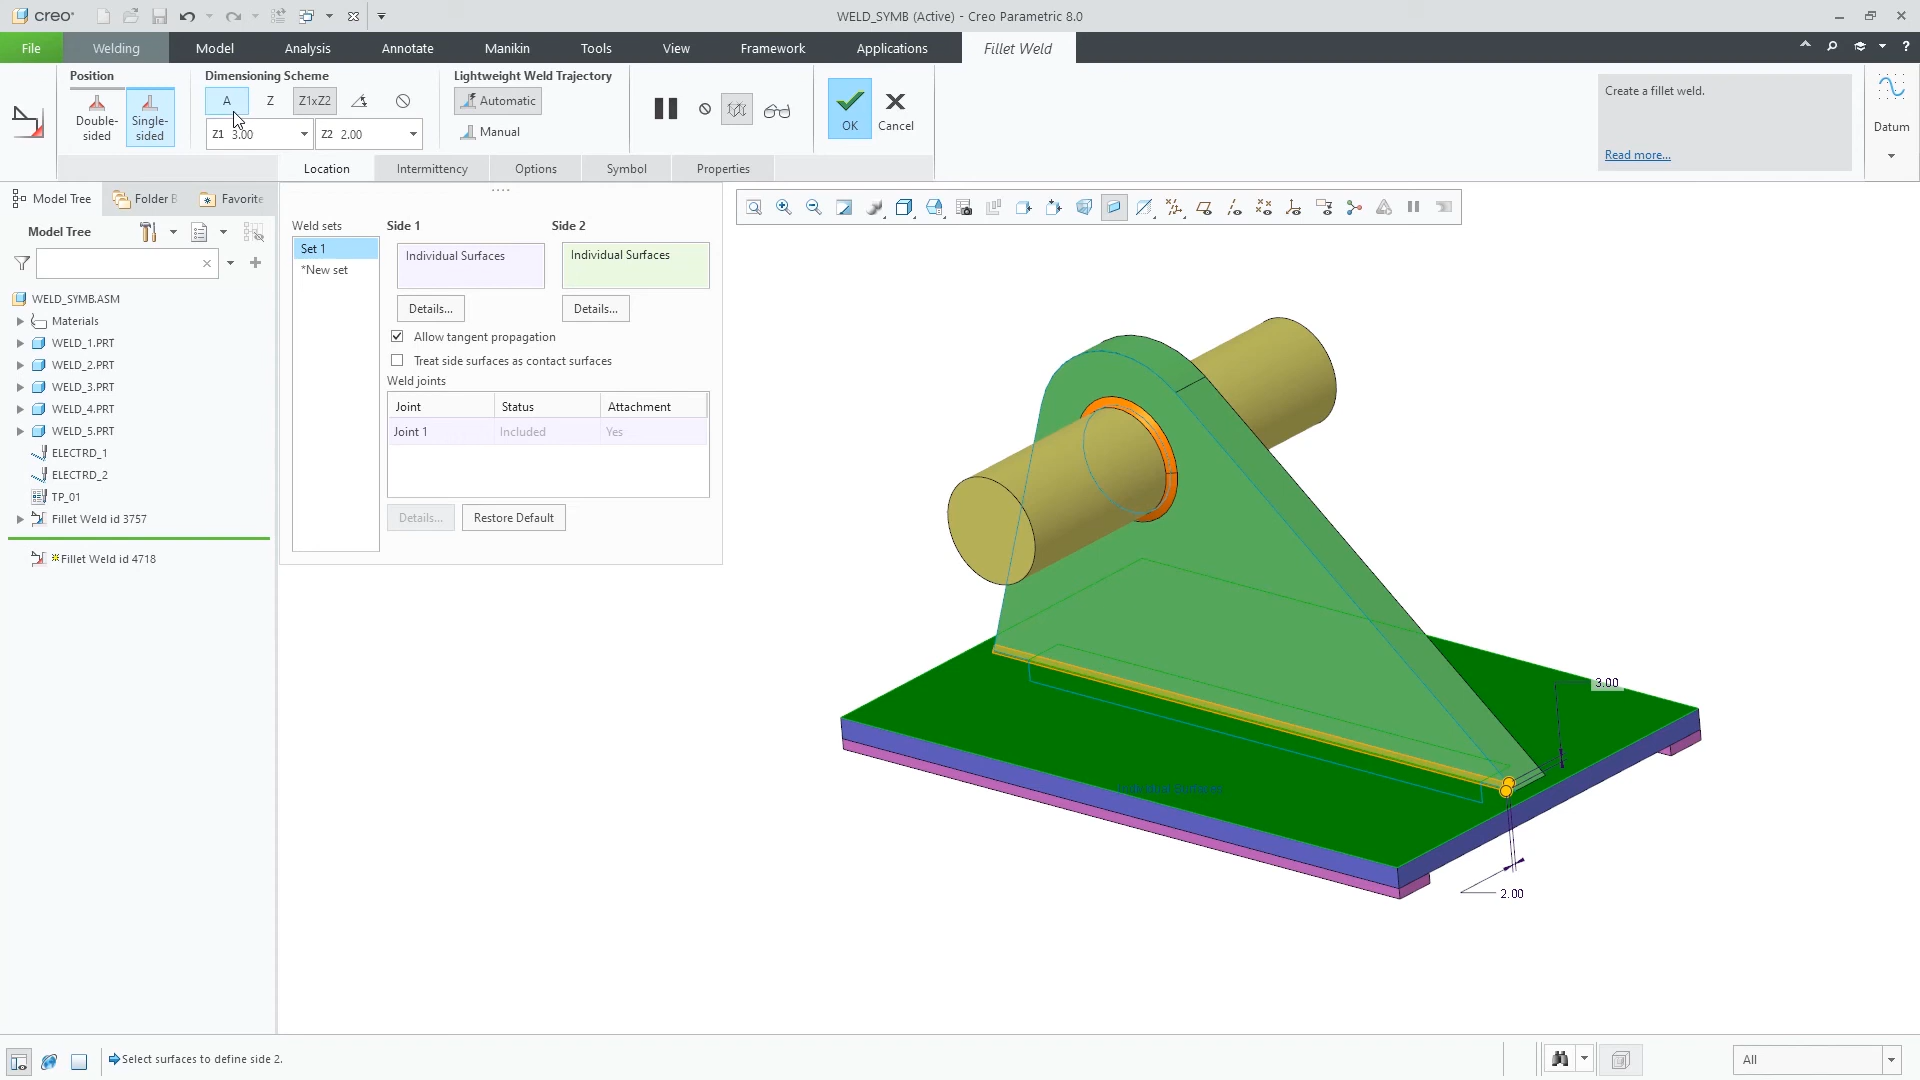 creo
WELD_SYMB (Active) - Creo Parametric 8.0
File
Welding
Model
Analysis
Annotate
Manikin
Tools
View
Framework
Applications
Fillet Weld
Position
Double-sided
Single-sided
Dimensioning Scheme
A
Z
Z1xZ2
Z1 3.00
Z2 2.00
Lightweight Weld Trajectory
Automatic
Manual
OK
Cancel
Create a fillet weld.
Read more...
Datum
Location
Intermittency
Options
Symbol
Properties
Model Tree
Folder B
Favorite
Model Tree
WELD_SYMB.ASM
Materials
WELD_1.PRT
WELD_2.PRT
WELD_3.PRT
WELD_4.PRT
WELD_5.PRT
ELECTRD_1
ELECTRD_2
TP_01
Fillet Weld id 3757
Fillet Weld id 4718
Weld sets
Set 1
*New set
Side 1
Individual Surfaces
Details...
Side 2
Individual Surfaces
Details...
Allow tangent propagation
Treat side surfaces as contact surfaces
Weld joints
Joint Status Attachment
Joint 1 Included Yes
Details...
Restore Default
3.00
Individual Surfaces
2.00
Select surfaces to define side 2.
All